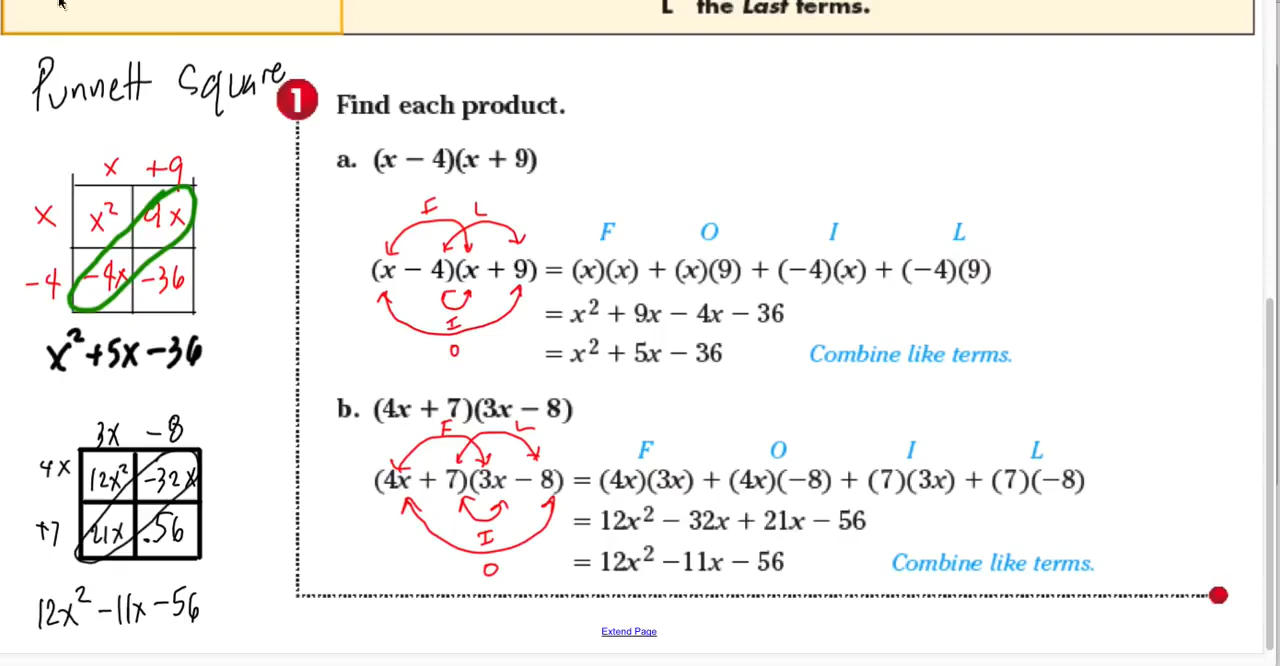 L the Last terms.
Punnett Square
1 Find each product.
a. (x − 4)(x + 9)
x +9
x x² 9x
-4 -4x -36
x² + 5x - 36
F L
F O I L
(x − 4)(x + 9) = (x)(x) + (x)(9) + (−4)(x) + (−4)(9)
I
O
= x² + 9x − 4x − 36
= x² + 5x − 36 Combine like terms.
b. (4x + 7)(3x − 8)
3x -8
4x 12x² -32x
+7 21x -56
12x² - 11x - 56
F L
F O I L
(4x + 7)(3x − 8) = (4x)(3x) + (4x)(−8) + (7)(3x) + (7)(−8)
I
O
= 12x² − 32x + 21x − 56
= 12x² −11x − 56 Combine like terms.
Extend Page